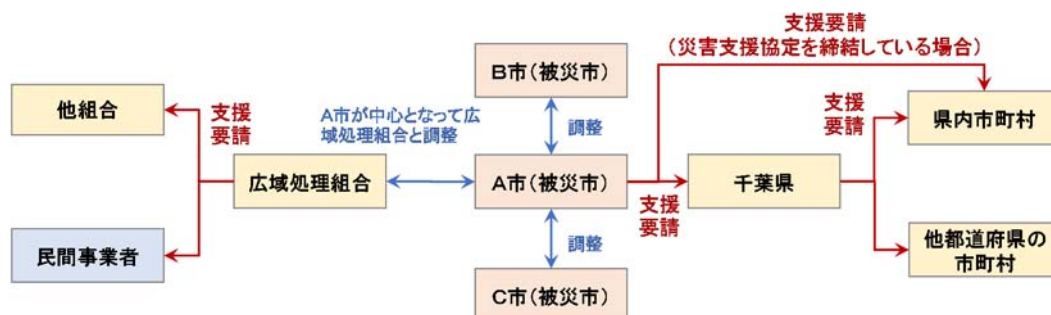 支援要請
（災害支援協定を締結している場合）
B市（被災市）
他組合
支援
要請
A市が中心となって広
域処理組合と調整
調整
支援
要請
県内市町村
広域処理組合
A市（被災市）
千葉県
支援
要請
民間事業者
調整
他都道府県の
市町村
C市（被災市）